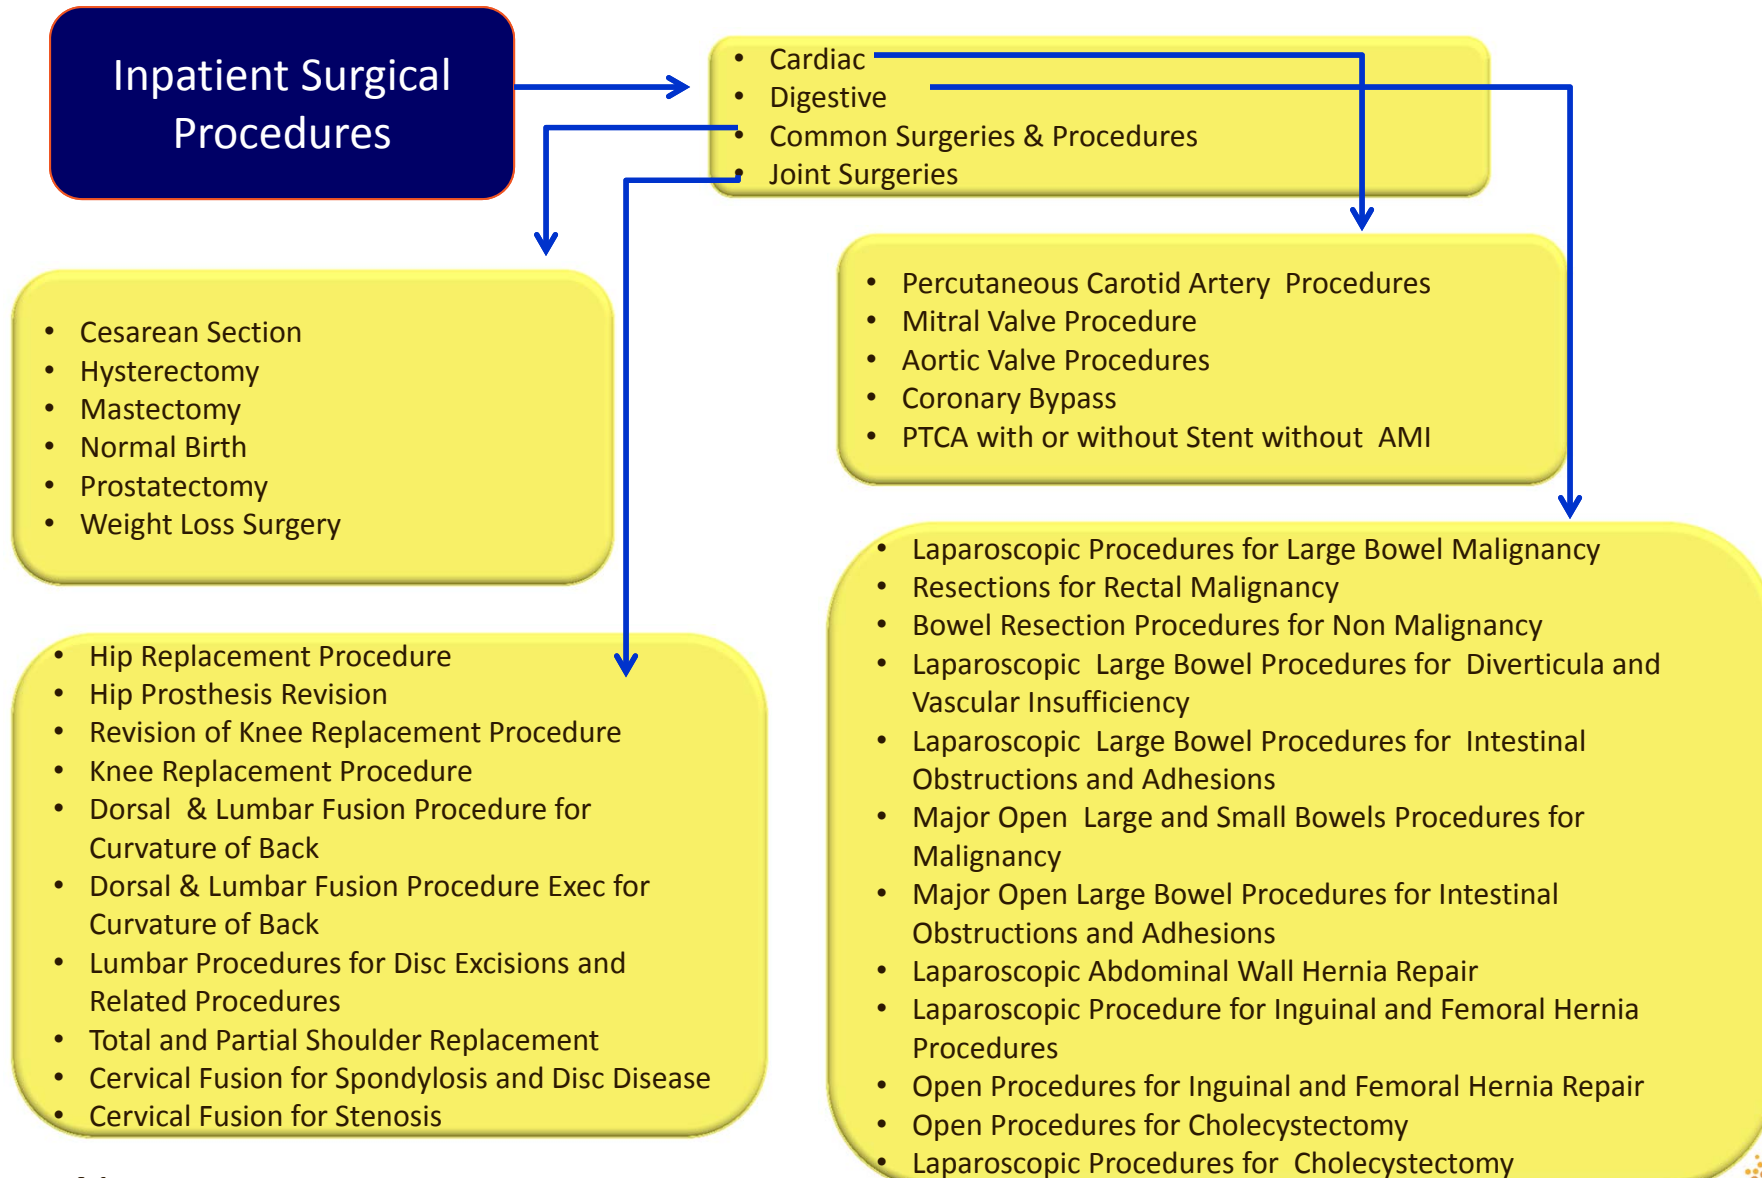 Inpatient Surgical
Procedures
• Cardiac
• Digestive
• Common Surgeries & Procedures
• Joint Surgeries
• Cesarean Section
• Hysterectomy
• Mastectomy
• Normal Birth
• Prostatectomy
• Weight Loss Surgery
• Percutaneous Carotid Artery Procedures
• Mitral Valve Procedure
• Aortic Valve Procedures
• Coronary Bypass
• PTCA with or without Stent without AMI
• Hip Replacement Procedure
• Hip Prosthesis Revision
• Revision of Knee Replacement Procedure
• Knee Replacement Procedure
• Dorsal & Lumbar Fusion Procedure for
Curvature of Back
• Dorsal & Lumbar Fusion Procedure Exec for
Curvature of Back
• Lumbar Procedures for Disc Excisions and
Related Procedures
• Total and Partial Shoulder Replacement
• Cervical Fusion for Spondylosis and Disc Disease
• Cervical Fusion for Stenosis
• Laparoscopic Procedures for Large Bowel Malignancy
• Resections for Rectal Malignancy
• Bowel Resection Procedures for Non Malignancy
• Laparoscopic Large Bowel Procedures for Diverticula and
Vascular Insufficiency
• Laparoscopic Large Bowel Procedures for Intestinal
Obstructions and Adhesions
• Major Open Large and Small Bowels Procedures for
Malignancy
• Major Open Large Bowel Procedures for Intestinal
Obstructions and Adhesions
• Laparoscopic Abdominal Wall Hernia Repair
• Laparoscopic Procedure for Inguinal and Femoral Hernia
Procedures
• Open Procedures for Inguinal and Femoral Hernia Repair
• Open Procedures for Cholecystectomy
• Laparoscopic Procedures for Cholecystectomy